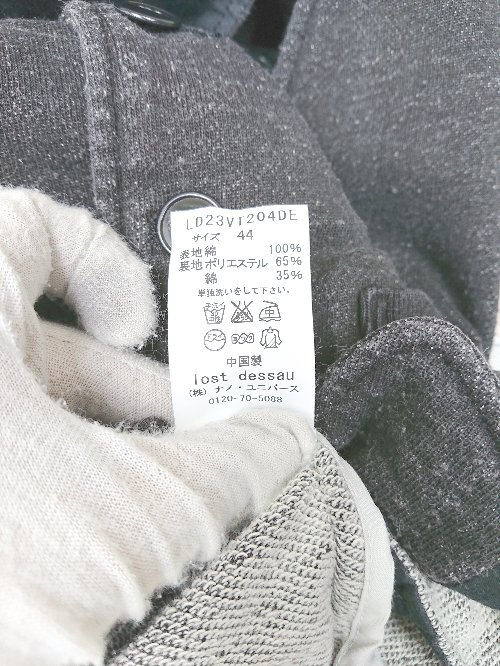 LD23V1204DE
サイズ 44
表地綿 100%
裏地ポリエステル 65%
綿 35%
単独洗いをして下さい。
中国製
lost dessau
(株)ナノ・ユニバース
0120-70-5088